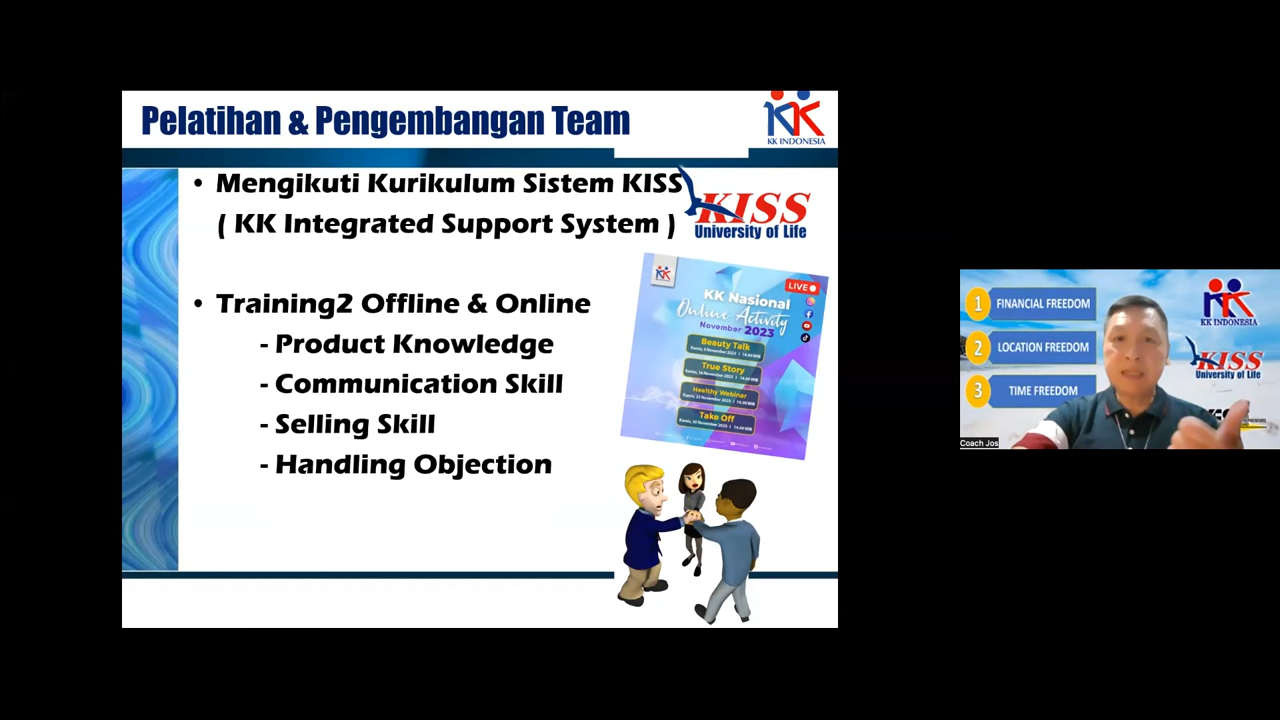 Pelatihan & Pengembangan Team
KK INDONESIA
• Mengikuti Kurikulum Sistem KISS
( KK Integrated Support System )
KISS
University of Life
• Training2 Offline & Online
- Product Knowledge
- Communication Skill
- Selling Skill
- Handling Objection
LIVE
KK Nasional
Online Activity
November 2023
Beauty Talk
True Story
Healthy Webinar
Take Off
1 FINANCIAL FREEDOM
2 LOCATION FREEDOM
3 TIME FREEDOM
KK INDONESIA
KISS
University of Life
Coach Jos